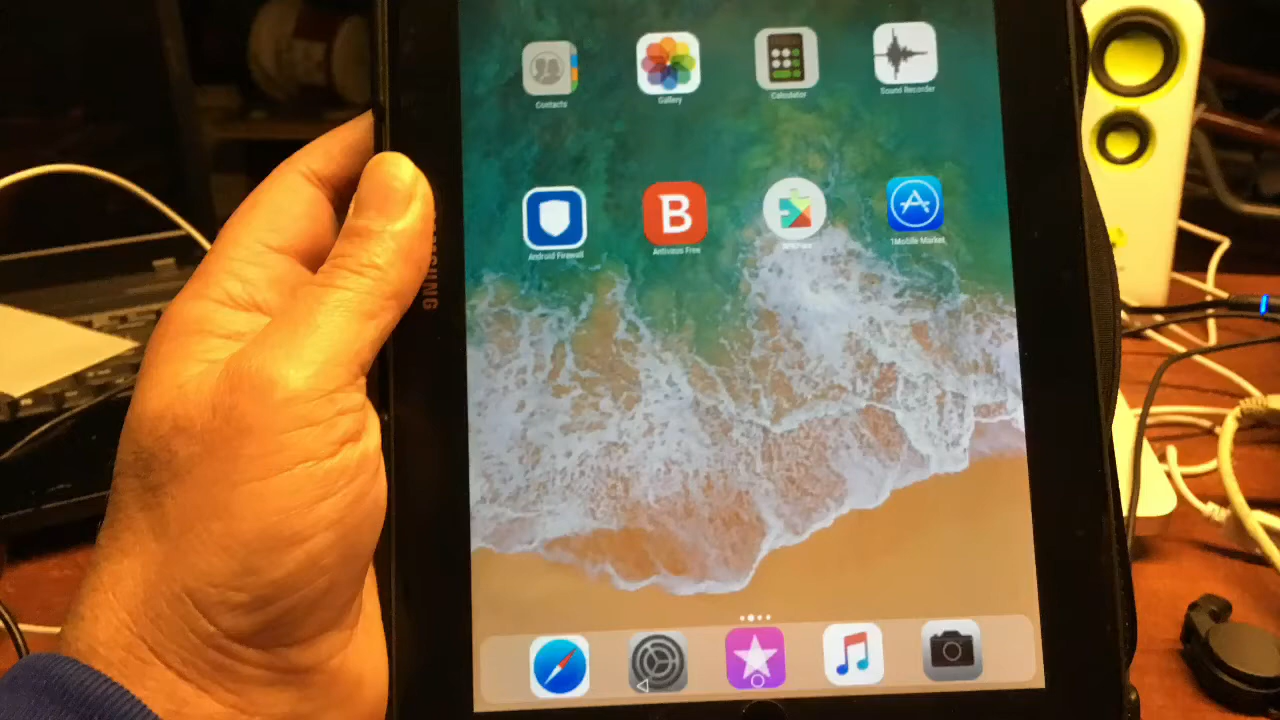 Contacts
Gallery
Calculator
Sound Recorder
Android Firewall
B
Antivirus Free
1Mobile Market
SAMSUNG